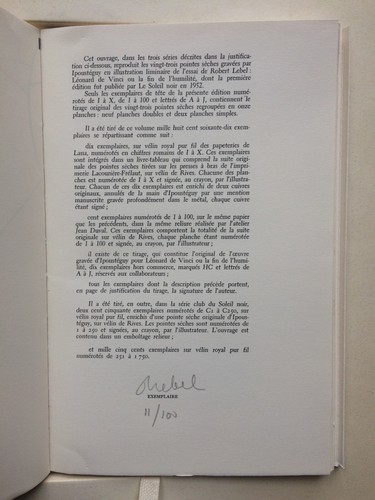 Cet ouvrage, dans les trois séries décrites dans la justifica-
tion ci-dessous, reproduit les vingt-trois pointes sèches gravées par
Ipoustéguy en illustration liminaire de l'essai de Robert Lebel :
Léonard de Vinci ou la fin de l'humilité, dont la première
édition fut publiée par Le Soleil noir en 1952.
Seuls les exemplaires de tête de la présente édition numé-
rotés de I à X, de 1 à 100 et lettrés de A à J, contiennent le
tirage original des vingt-trois pointes sèches regroupées en onze
planches : neuf planches doubles et deux planches simples.
Il a été tiré de ce volume mille huit cent soixante-dix exem-
plaires se répartissant comme suit :
dix exemplaires, sur vélin royal pur fil des papeteries de
Lana, numérotés en chiffres romains de I à X. Ces exemplaires
sont intégrés dans un livre-tableau qui comprend la suite origi-
nale des pointes sèches tirées sur les presses à bras de l'impri-
merie Lacourière-Frélaut, sur vélin de Rives. Chacune des plan-
ches est numérotée de I à X et signée, au crayon, par l'illustra-
teur. Chacun de ces dix exemplaires est enrichi de deux cuivres
originaux, annulés de la main d'Ipoustéguy par une mention
manuscrite gravée profondément dans le métal, chaque cuivre
étant signé ;
cent exemplaires numérotés de 1 à 100, sur le même papier
que les précédents, dans la même reliure réalisée par l'atelier
Jean Duval. Ces exemplaires comportent la totalité de la suite
originale sur vélin de Rives, chaque planche étant numérotée
de 1 à 100 et signée, au crayon, par l'illustrateur ;
il existe de ce tirage, qui constitue l'original de l'œuvre
gravée d'Ipoustéguy pour Léonard de Vinci ou la fin de l'humi-
lité, dix exemplaires hors commerce, marqués HC et lettrés de
A à J, réservés aux collaborateurs ;
tous les exemplaires dont la description précède portent,
en page de justification du tirage, la signature de l'auteur.
Il a été tiré, en outre, dans la série club du Soleil noir,
deux cent cinquante exemplaires numérotés de C1 à C250, sur
vélin royal pur fil, enrichis d'une pointe sèche originale d'Ipous-
téguy, sur vélin de Rives. Les pointes sèches sont numérotées de
1 à 250 et signées, au crayon, par l'illustrateur. L'ouvrage est
contenu dans un emboîtage relieur ;
et mille cinq cents exemplaires sur vélin royal pur fil
numérotés de 251 à 1 750.
RLebel
EXEMPLAIRE
11/100